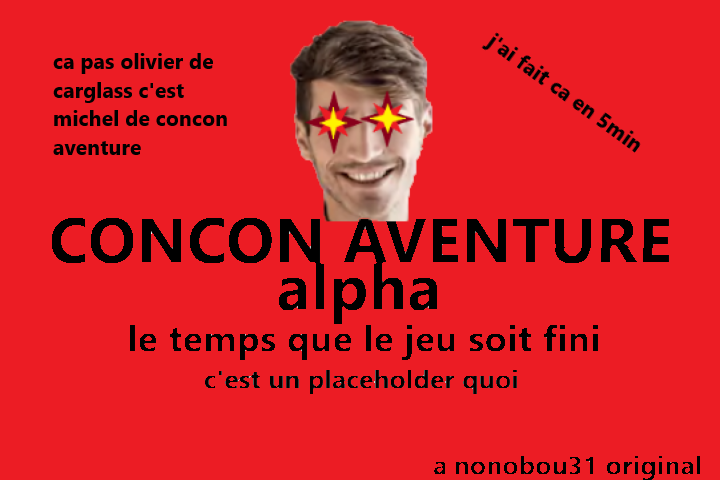 ca pas olivier de
carglass c'est
michel de concon
aventure
j'ai fait ca en 5min
CONCON AVENTURE
alpha
le temps que le jeu soit fini
c'est un placeholder quoi
a nonobou31 original